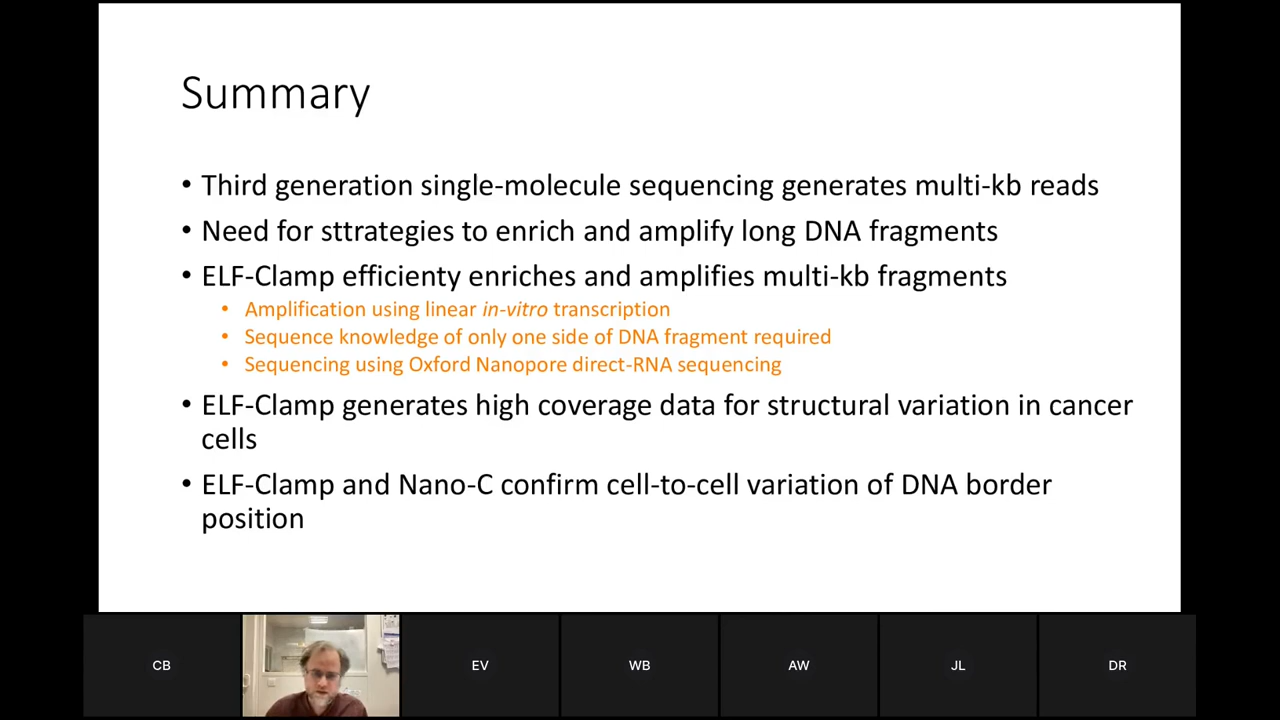 Summary
• Third generation single-molecule sequencing generates multi-kb reads
• Need for sttrategies to enrich and amplify long DNA fragments
• ELF-Clamp efficienty enriches and amplifies multi-kb fragments
• Amplification using linear in-vitro transcription
• Sequence knowledge of only one side of DNA fragment required
• Sequencing using Oxford Nanopore direct-RNA sequencing
• ELF-Clamp generates high coverage data for structural variation in cancer
cells
• ELF-Clamp and Nano-C confirm cell-to-cell variation of DNA border
position
CB EV WB AW JL DR